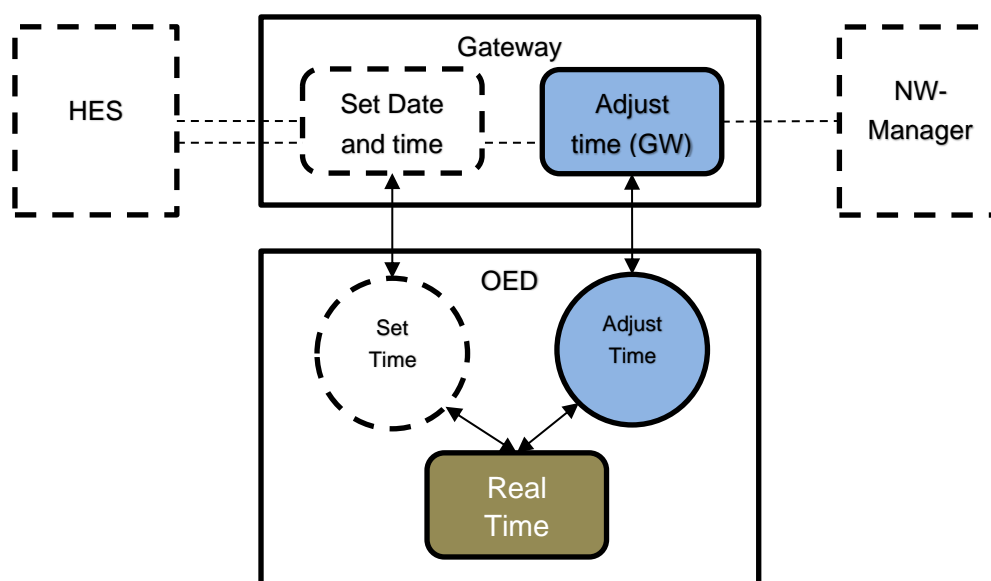 Gateway
HES
Set Date
and time
Adjust
time (GW)
NW-
Manager
OED
Set
Time
Adjust
Time
Real
Time